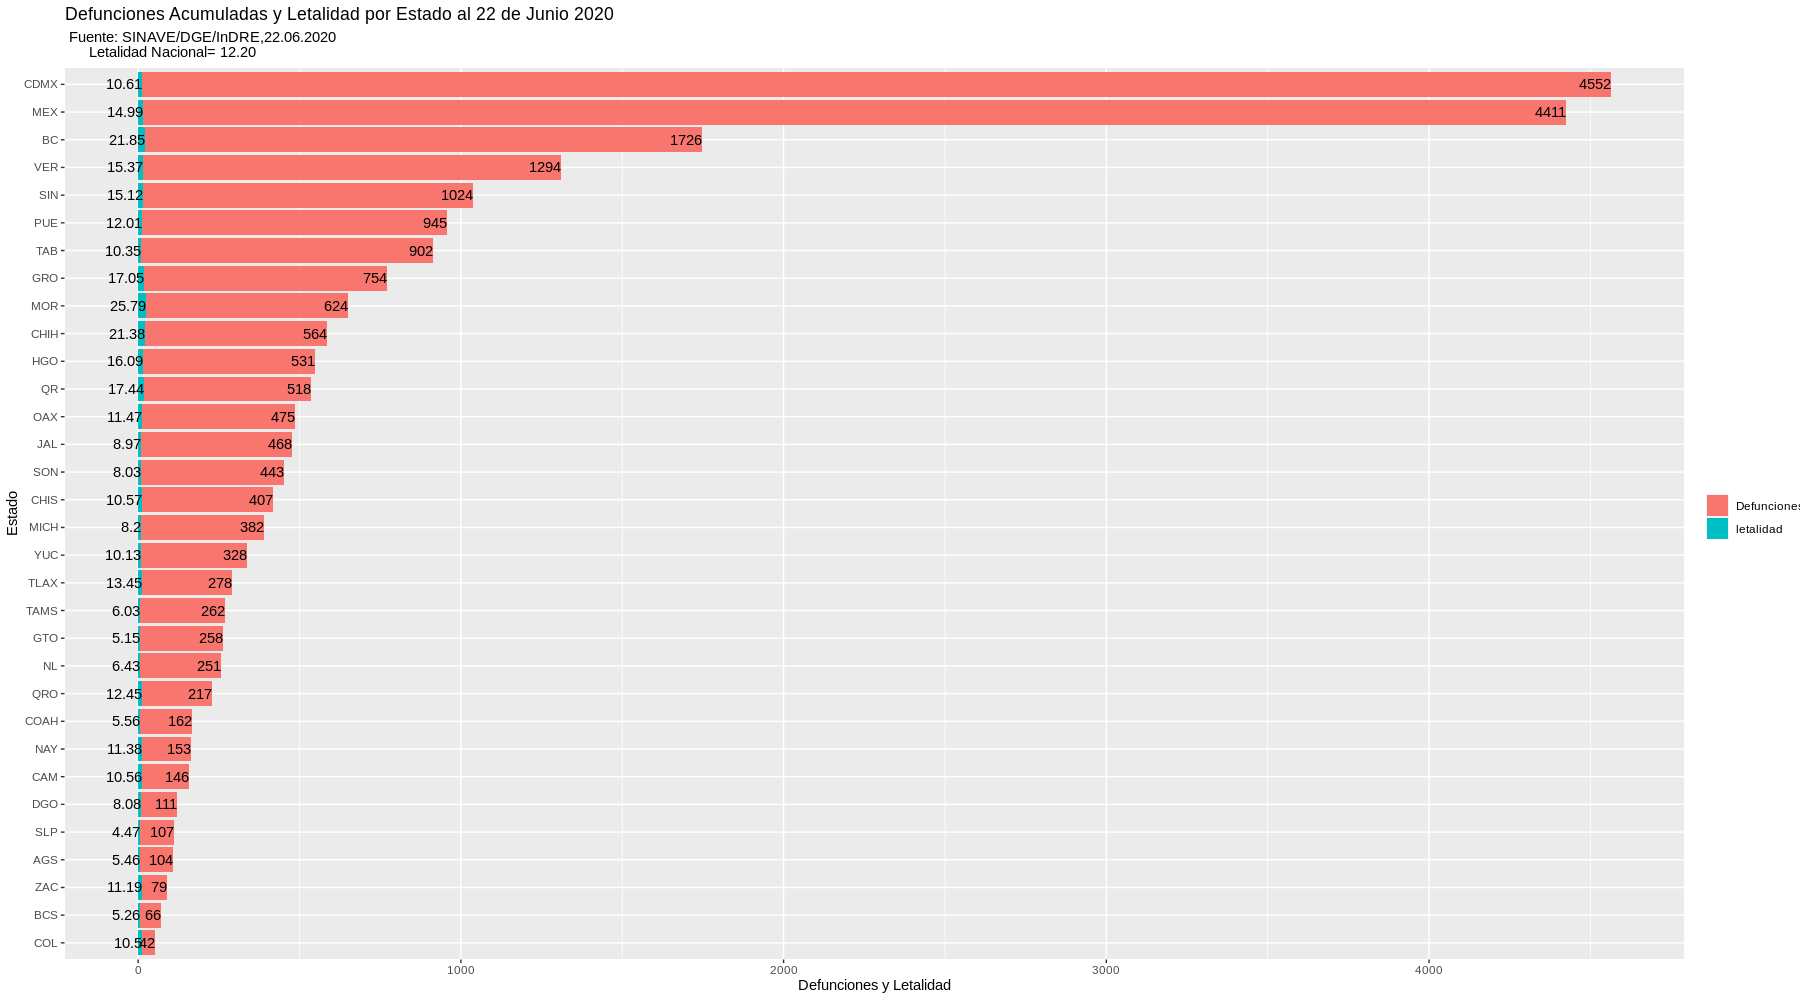 Defunciones Acumuladas y Letalidad por Estado al 22 de Junio 2020
Fuente: SINAVE/DGE/InDRE,22.06.2020
Letalidad Nacional= 12.20
CDMX 10.61 4552
MEX 14.99 4411
BC 21.85 1726
VER 15.37 1294
SIN 15.12 1024
PUE 12.01 945
TAB 10.35 902
GRO 17.05 754
MOR 25.79 624
CHIH 21.38 564
HGO 16.09 531
QR 17.44 518
OAX 11.47 475
JAL 8.97 468
SON 8.03 443
CHIS 10.57 407
MICH 8.2 382
YUC 10.13 328
TLAX 13.45 278
TAMS 6.03 262
GTO 5.15 258
NL 6.43 251
QRO 12.45 217
COAH 5.56 162
NAY 11.38 153
CAM 10.56 146
DGO 8.08 111
SLP 4.47 107
AGS 5.46 104
ZAC 11.19 79
BCS 5.26 66
COL 10.5 42
0 1000 2000 3000 4000
Defunciones y Letalidad
Estado
Defunciones
letalidad